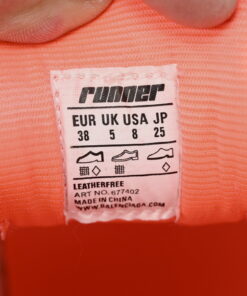 runner
EUR UK USA JP
38 5 8 25
LEATHERFREE
ART NO. 677402
MADE IN CHINA
WWW.BALENCIAGA.COM